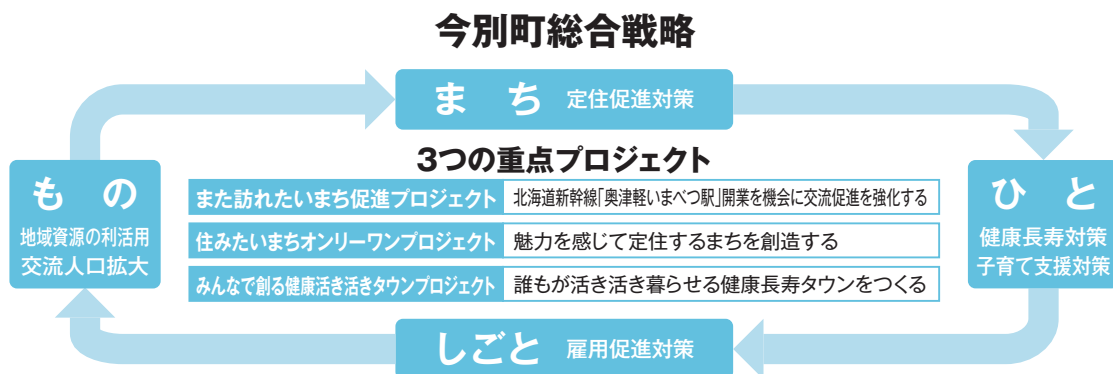 今別町総合戦略
まち 定住促進対策
3つの重点プロジェクト
もの
地域資源の利活用
交流人口拡大
また訪れたいまち促進プロジェクト 北海道新幹線「奥津軽いまべつ駅」開業を機会に交流促進を強化する
住みたいまちオンリーワンプロジェクト 魅力を感じて定住するまちを創造する
みんなで創る健康活き活きタウンプロジェクト 誰もが活き活き暮らせる健康長寿タウンをつくる
ひと
健康長寿対策
子育て支援対策
しごと 雇用促進対策